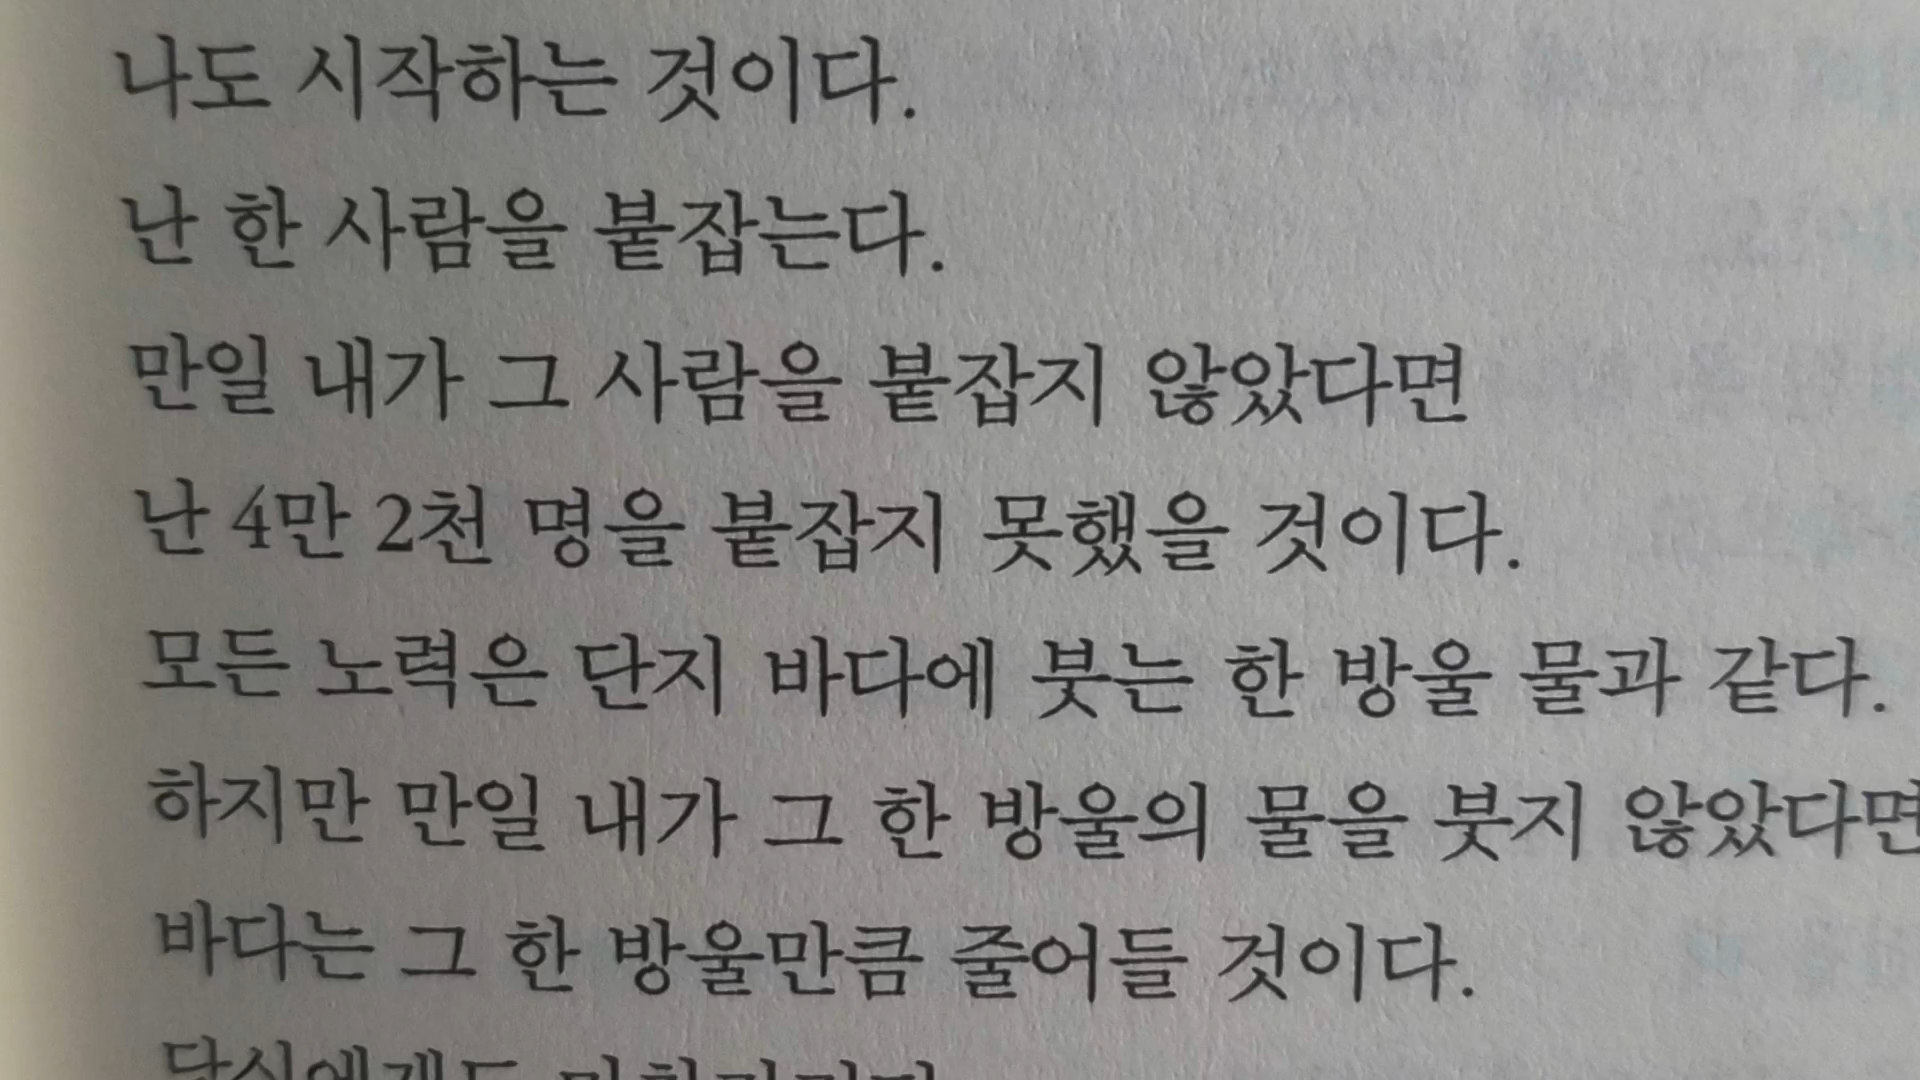 나도 시작하는 것이다.
난 한 사람을 붙잡는다.
만일 내가 그 사람을 붙잡지 않았다면
난 4만 2천 명을 붙잡지 못했을 것이다.
모든 노력은 단지 바다에 붓는 한 방울 물과 같다.
하지만 만일 내가 그 한 방울의 물을 붓지 않았다면
바다는 그 한 방울만큼 줄어들 것이다.
당신에게도